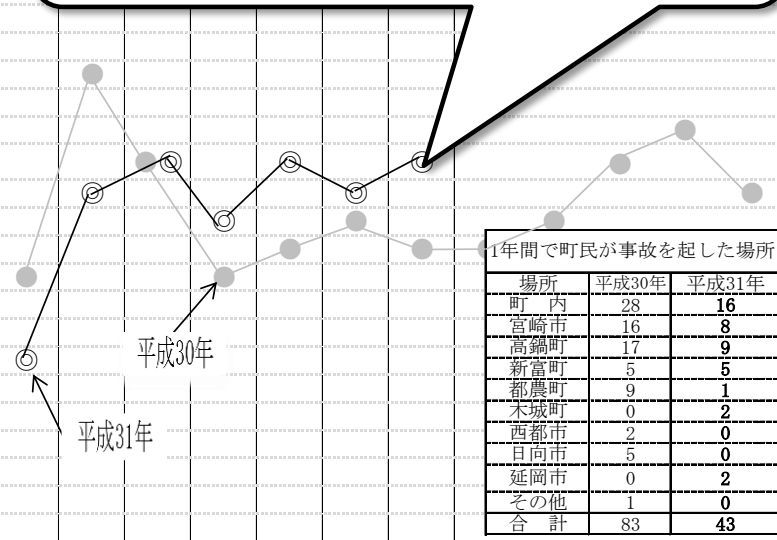 平成30年
平成31年
1年間で町民が事故を起した場所
場所 平成30年 平成31年
町　内 28 16
宮崎市 16 8
高鍋町 17 9
新富町 5 5
都農町 9 1
木城町 0 2
西都市 2 0
日向市 5 0
延岡市 0 2
その他 1 0
合　計 83 43